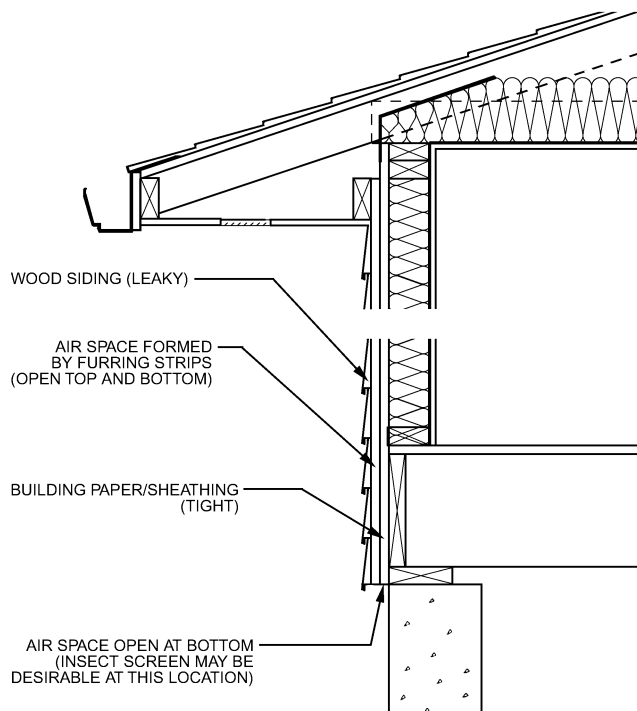 WOOD SIDING (LEAKY)
AIR SPACE FORMED
BY FURRING STRIPS
(OPEN TOP AND BOTTOM)
BUILDING PAPER/SHEATHING
(TIGHT)
AIR SPACE OPEN AT BOTTOM
(INSECT SCREEN MAY BE
DESIRABLE AT THIS LOCATION)